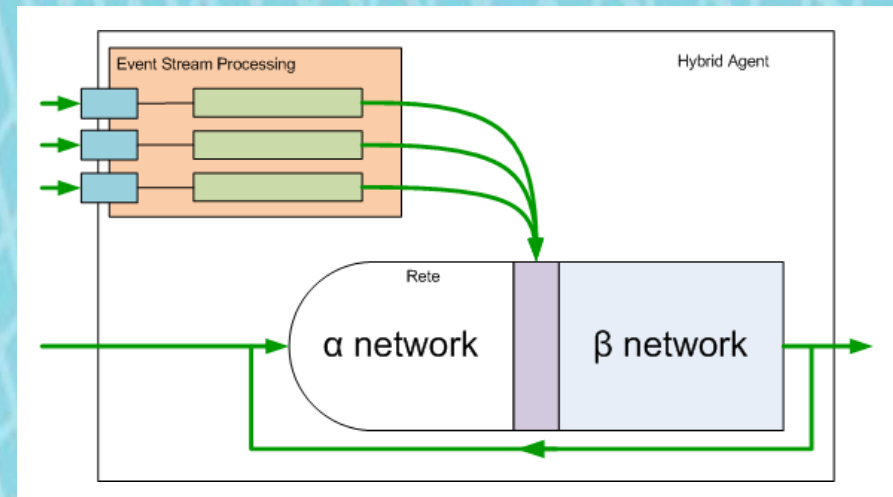 Event Stream Processing
Hybrid Agent
Rete
α network
β network